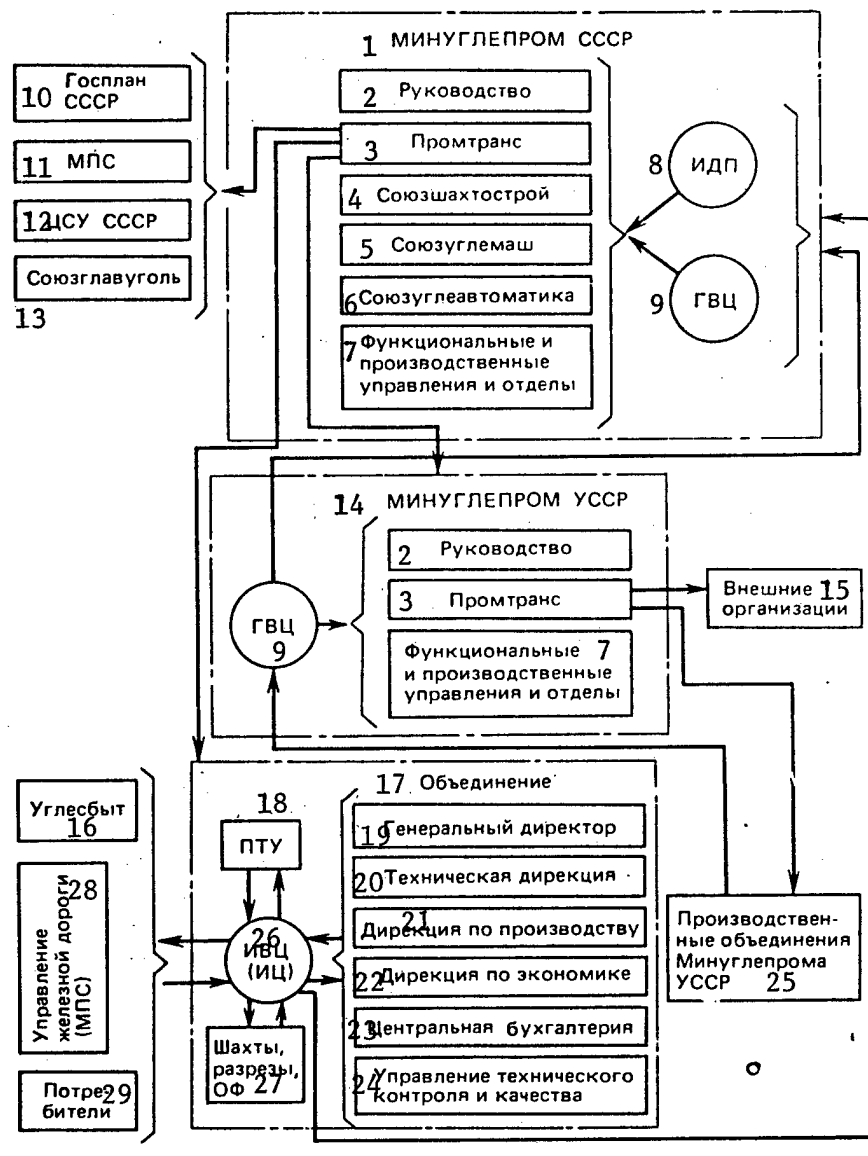 1 МИНУГЛЕПРОМ СССР
10 Госплан
СССР
11 МПС
12 ЦСУ СССР
Союзглавуголь
13
2 Руководство
3 Промтранс
4 Союзшахтострой
5 Союзуглемаш
6 Союзуглеавтоматика
7 Функциональные и
производственные
управления и отделы
8 ИДП
9 ГВЦ
14 МИНУГЛЕПРОМ УССР
2 Руководство
3 Промтранс
Функциональные 7
и производственные
управления и отделы
ГВЦ
9
Внешние 15
организации
17 Объединение
Углесбыт
16
28
Управление
железной дороги
(МПС)
Потре-
бители 29
18
ПТУ
26
ИВЦ
(ИЦ)
Шахты,
разрезы,
ОФ 27
19 Генеральный директор
20 Техническая дирекция
21
Дирекция по производству
22 Дирекция по экономике
23 Центральная бухгалтерия
24 Управление технического
контроля и качества
Производствен-
ные объединения
Минуглепрома
УССР 25